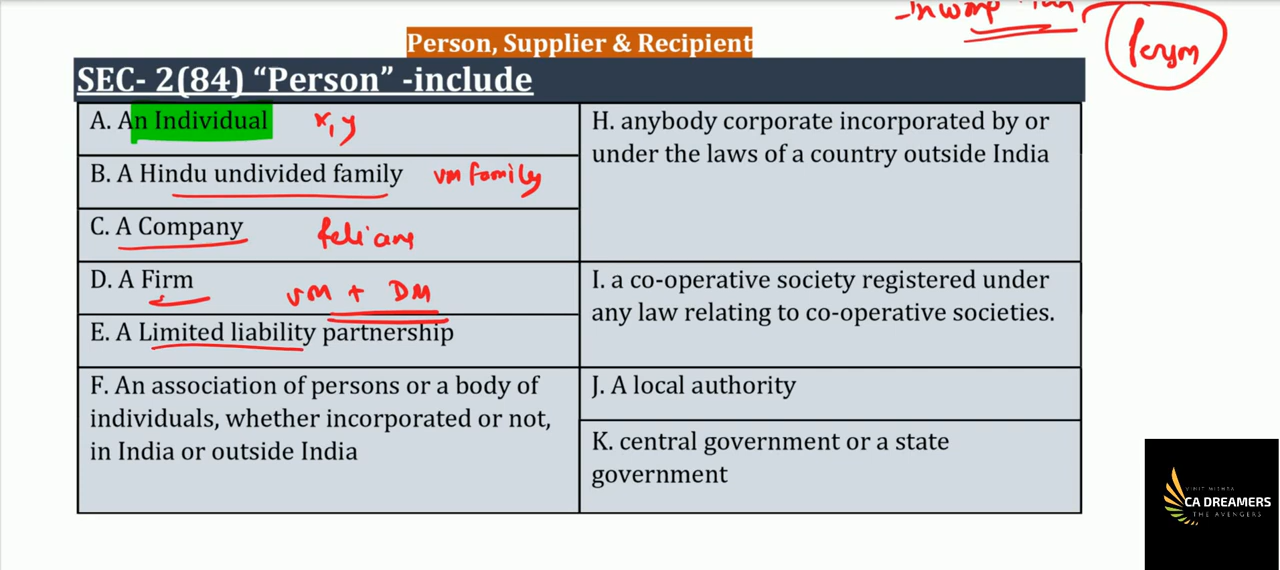 Person, Supplier & Recipient
SEC- 2(84) “Person” -include
A. An Individual x, y
B. A Hindu undivided family vm family
C. A Company
D. A Firm VM + DM
E. A Limited liability partnership
F. An association of persons or a body of
individuals, whether incorporated or not,
in India or outside India
H. anybody corporate incorporated by or
under the laws of a country outside India
I. a co-operative society registered under
any law relating to co-operative societies.
J. A local authority
K. central government or a state
government
VINIT MISHRA
CA DREAMERS
THE AVENGERS